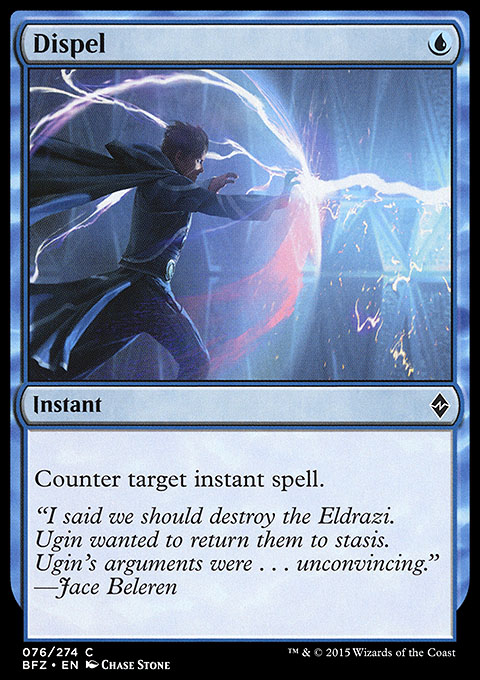 Dispel
Instant
Counter target instant spell.
“I said we should destroy the Eldrazi.
Ugin wanted to return them to stasis.
Ugin’s arguments were . . . unconvincing.”
—Jace Beleren
076/274 C
BFZ • EN Chase Stone
™ & © 2015 Wizards of the Coast